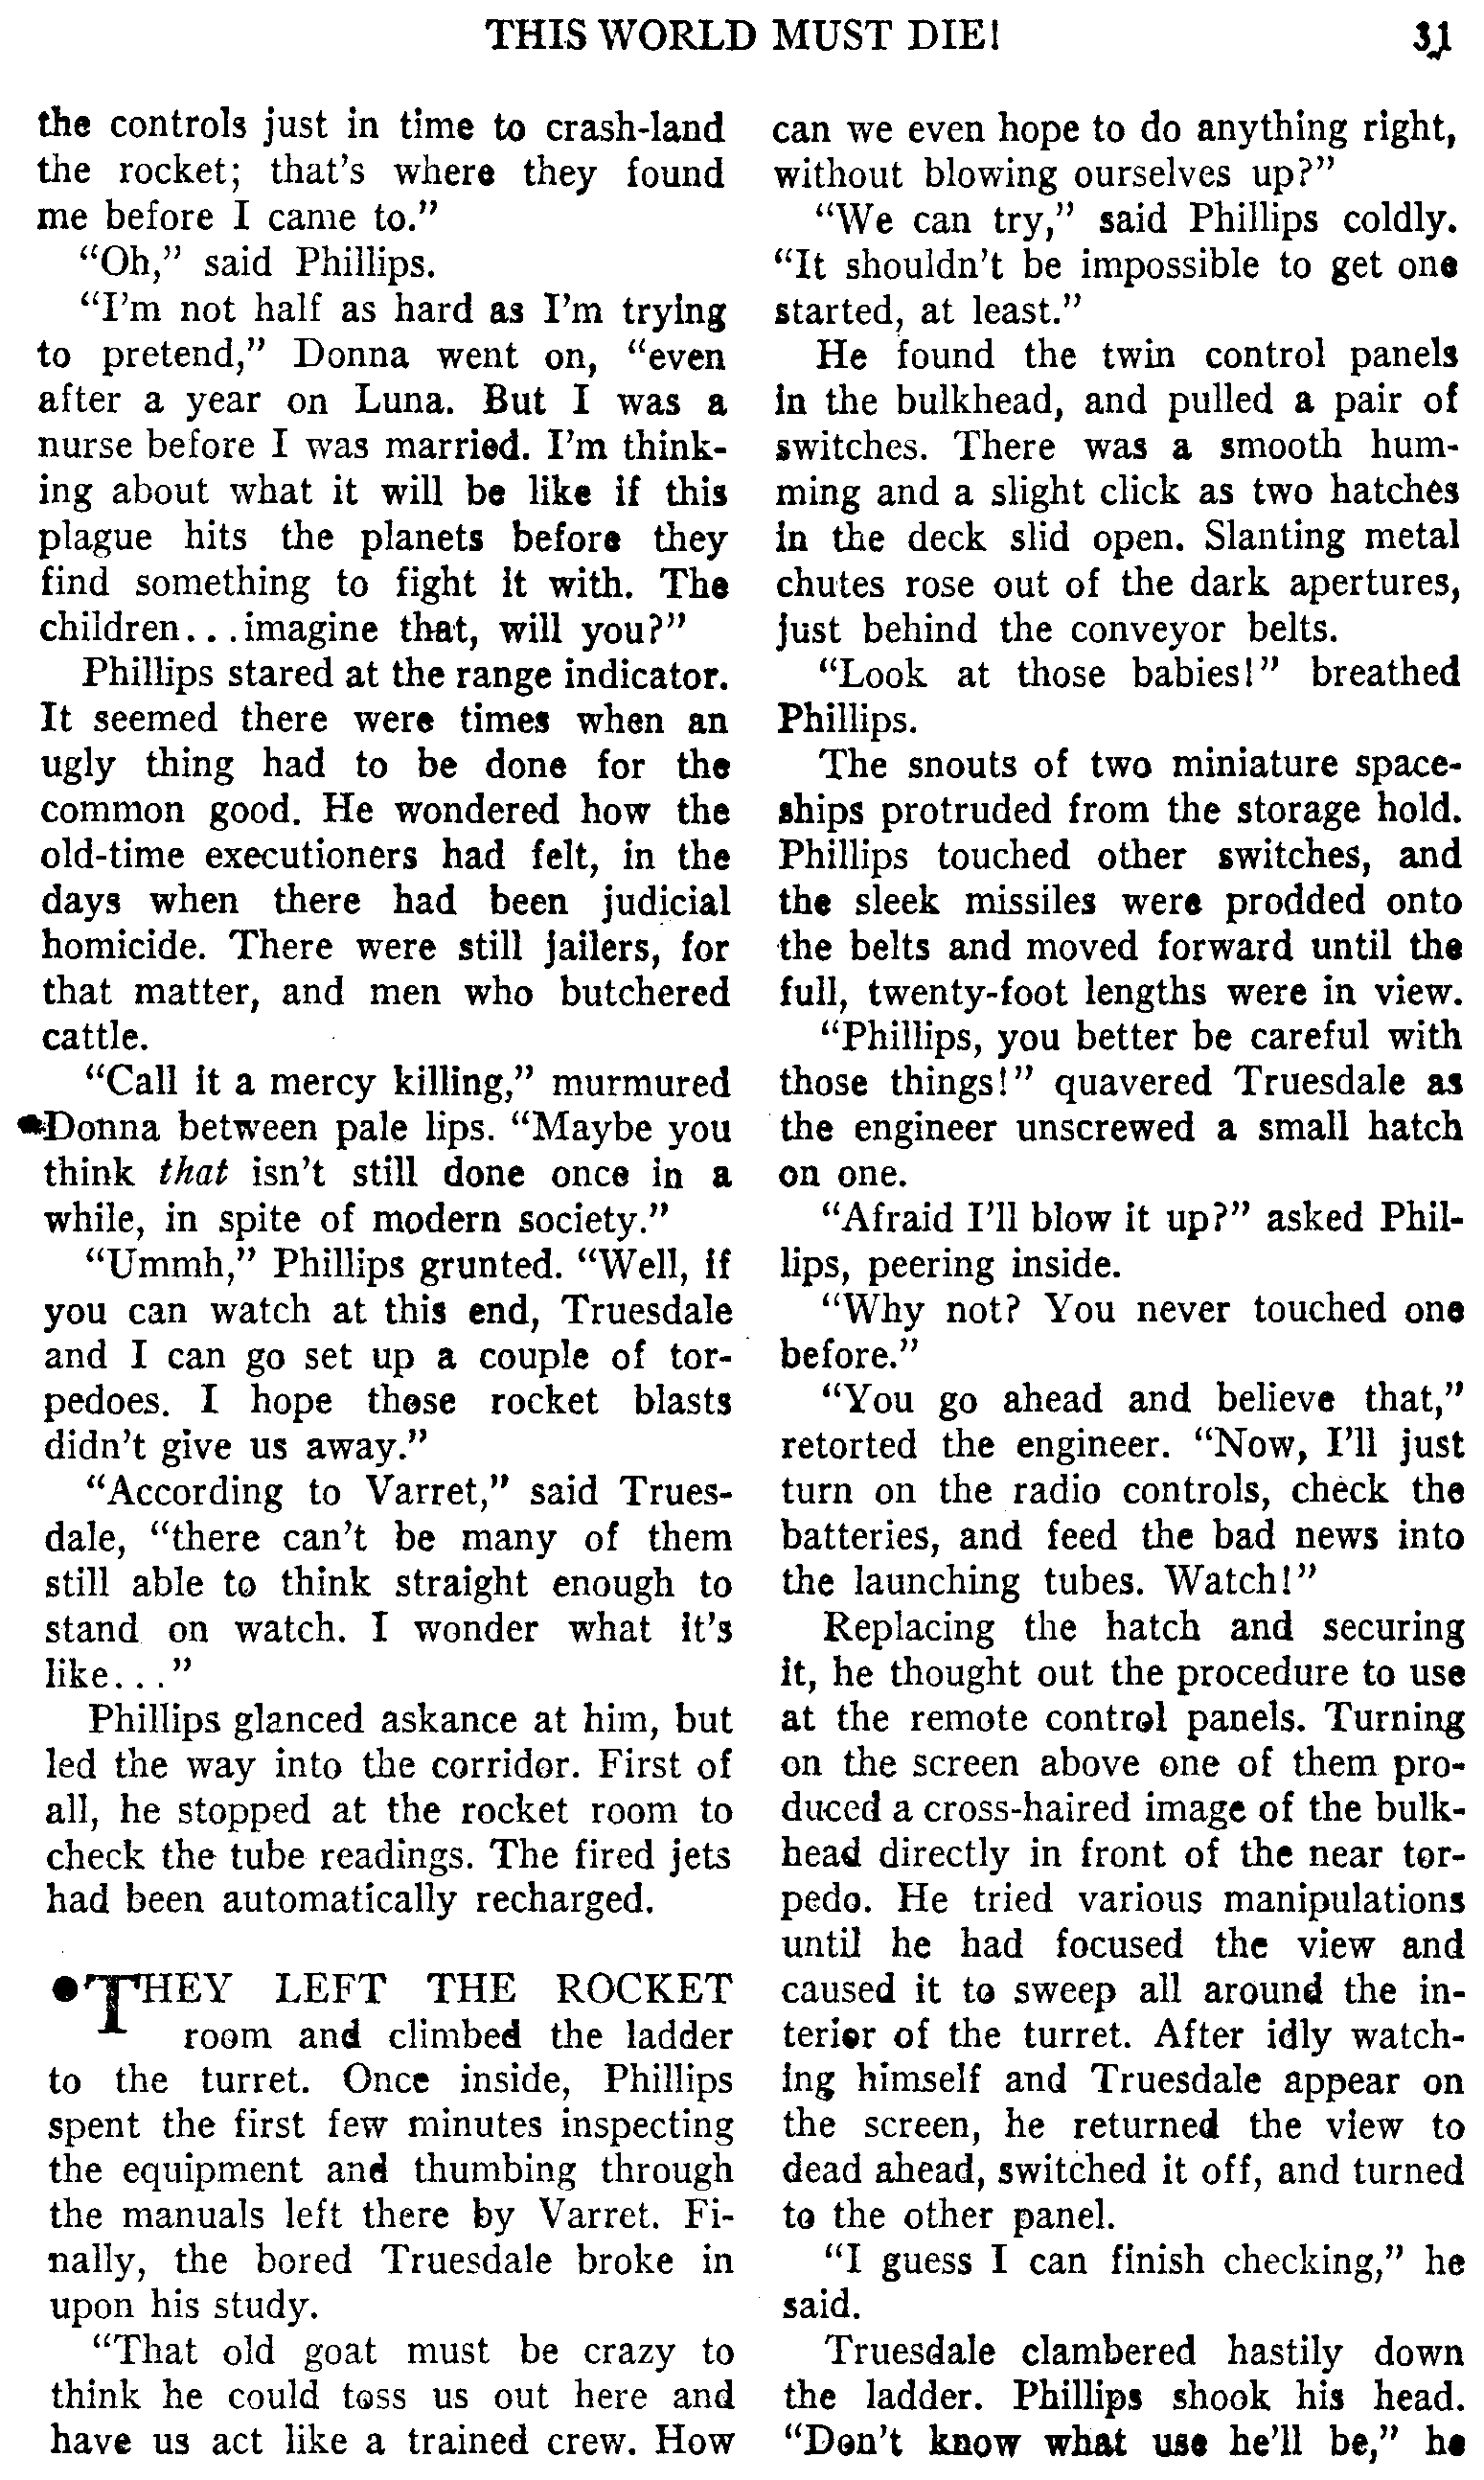 THIS WORLD MUST DIE! 31
the controls just in time to crash-land
the rocket; that's where they found
me before I came to."
"Oh," said Phillips.
"I'm not half as hard as I'm trying
to pretend," Donna went on, "even
after a year on Luna. But I was a
nurse before I was married. I'm think-
ing about what it will be like if this
plague hits the planets before they
find something to fight it with. The
children...imagine that, will you?"
Phillips stared at the range indicator.
It seemed there were times when an
ugly thing had to be done for the
common good. He wondered how the
old-time executioners had felt, in the
days when there had been judicial
homicide. There were still jailers, for
that matter, and men who butchered
cattle.
"Call it a mercy killing," murmured
Donna between pale lips. "Maybe you
think that isn't still done once in a
while, in spite of modern society."
"Ummh," Phillips grunted. "Well, if
you can watch at this end, Truesdale
and I can go set up a couple of tor-
pedoes. I hope those rocket blasts
didn't give us away."
"According to Varret," said Trues-
dale, "there can't be many of them
still able to think straight enough to
stand on watch. I wonder what it's
like..."
Phillips glanced askance at him, but
led the way into the corridor. First of
all, he stopped at the rocket room to
check the tube readings. The fired jets
had been automatically recharged.
•THEY LEFT THE ROCKET
room and climbed the ladder
to the turret. Once inside, Phillips
spent the first few minutes inspecting
the equipment and thumbing through
the manuals left there by Varret. Fi-
nally, the bored Truesdale broke in
upon his study.
"That old goat must be crazy to
think he could toss us out here and
have us act like a trained crew. How
can we even hope to do anything right,
without blowing ourselves up?"
"We can try," said Phillips coldly.
"It shouldn't be impossible to get one
started, at least."
He found the twin control panels
in the bulkhead, and pulled a pair of
switches. There was a smooth hum-
ming and a slight click as two hatches
in the deck slid open. Slanting metal
chutes rose out of the dark apertures,
just behind the conveyor belts.
"Look at those babies!" breathed
Phillips.
The snouts of two miniature space-
ships protruded from the storage hold.
Phillips touched other switches, and
the sleek missiles were prodded onto
the belts and moved forward until the
full, twenty-foot lengths were in view.
"Phillips, you better be careful with
those things!" quavered Truesdale as
the engineer unscrewed a small hatch
on one.
"Afraid I'll blow it up?" asked Phil-
lips, peering inside.
"Why not? You never touched one
before."
"You go ahead and believe that,"
retorted the engineer. "Now, I'll just
turn on the radio controls, check the
batteries, and feed the bad news into
the launching tubes. Watch!"
Replacing the hatch and securing
it, he thought out the procedure to use
at the remote control panels. Turning
on the screen above one of them pro-
duced a cross-haired image of the bulk-
head directly in front of the near tor-
pedo. He tried various manipulations
until he had focused the view and
caused it to sweep all around the in-
terior of the turret. After idly watch-
ing himself and Truesdale appear on
the screen, he returned the view to
dead ahead, switched it off, and turned
to the other panel.
"I guess I can finish checking," he
said.
Truesdale clambered hastily down
the ladder. Phillips shook his head.
"Don't know what use he'll be," he